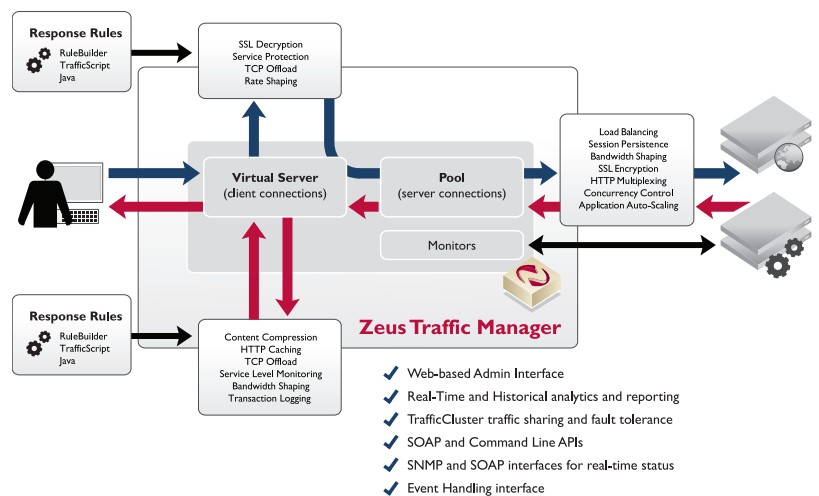 Response Rules
RuleBuilder
TrafficScript
Java
SSL Decryption
Service Protection
TCP Offload
Rate Shaping
Virtual Server
(client connections)
Pool
(server connections)
Monitors
Load Balancing
Session Persistence
Bandwidth Shaping
SSL Encryption
HTTP Multiplexing
Concurrency Control
Application Auto-Scaling
Zeus Traffic Manager
Response Rules
RuleBuilder
TrafficScript
Java
Content Compression
HTTP Caching
TCP Offload
Service Level Monitoring
Bandwidth Shaping
Transaction Logging
Web-based Admin Interface
Real-Time and Historical analytics and reporting
TrafficCluster traffic sharing and fault tolerance
SOAP and Command Line APIs
SNMP and SOAP interfaces for real-time status
Event Handling interface